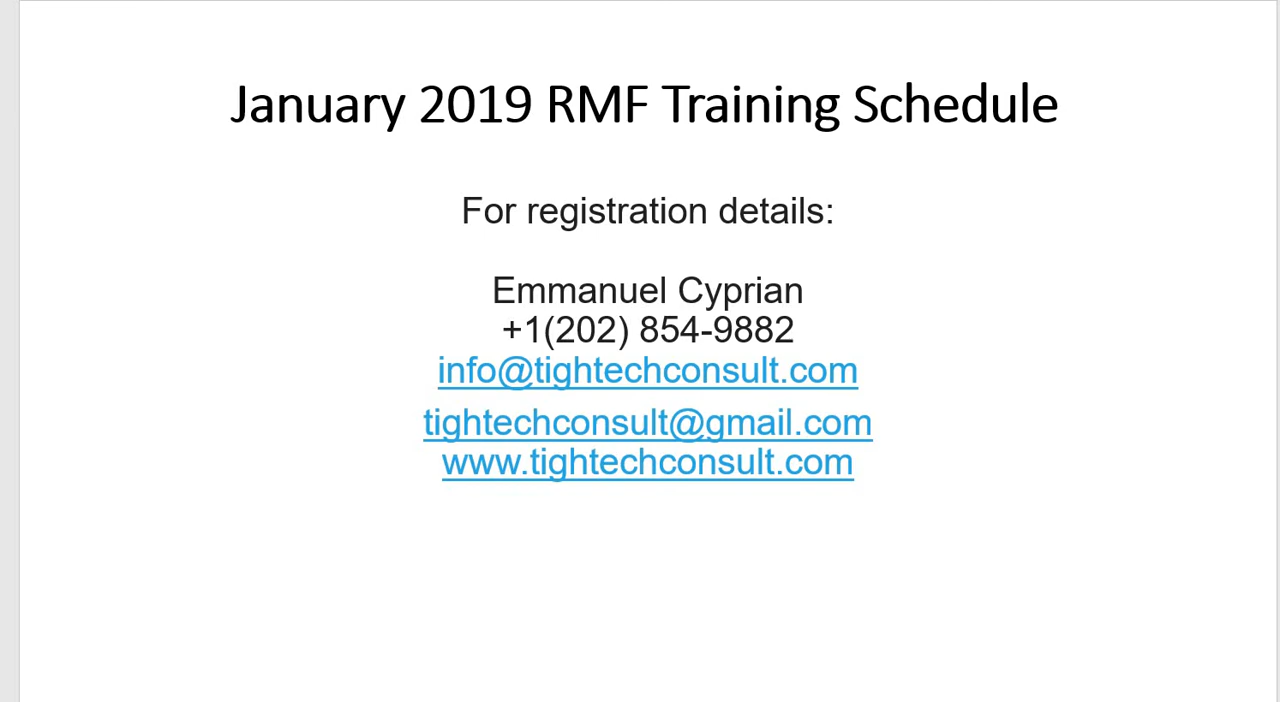 January 2019 RMF Training Schedule
For registration details:
Emmanuel Cyprian
+1(202) 854-9882
info@tightechconsult.com
tightechconsult@gmail.com
www.tightechconsult.com